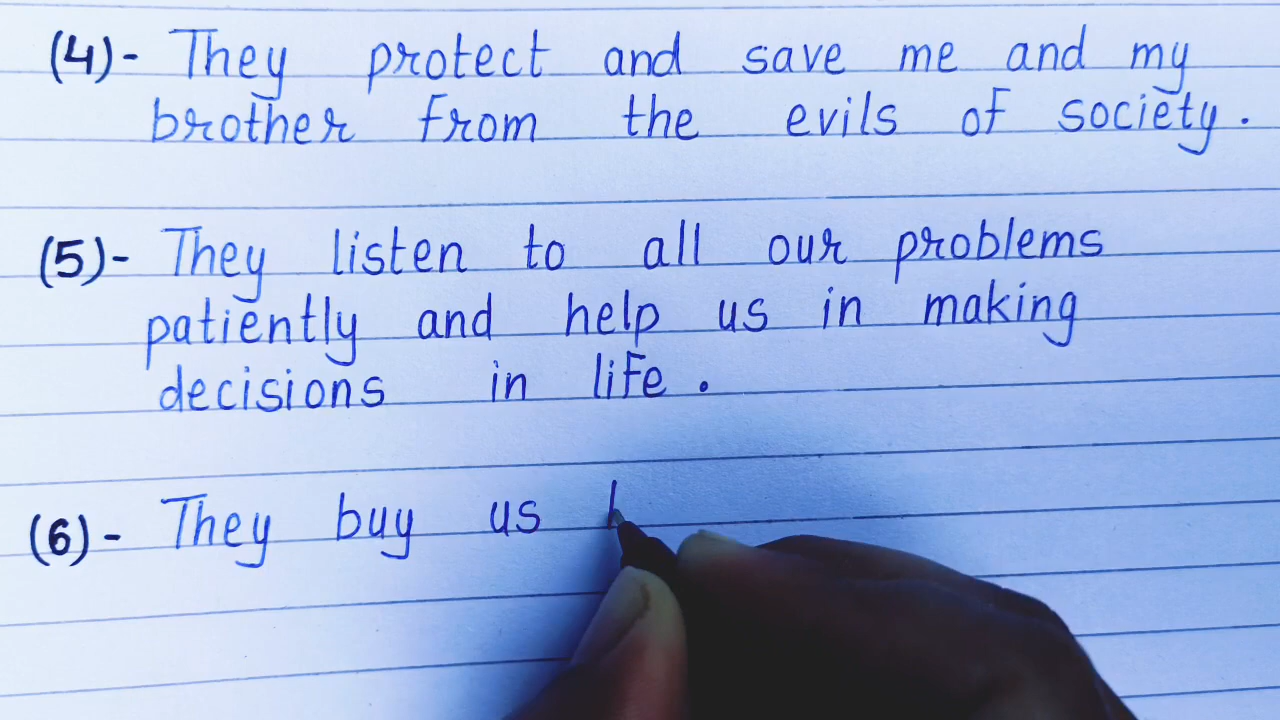 (4)- They protect and save me and my
brother from the evils of society.
(5)- They listen to all our problems
patiently and help us in making
decisions in life.
(6)- They buy us